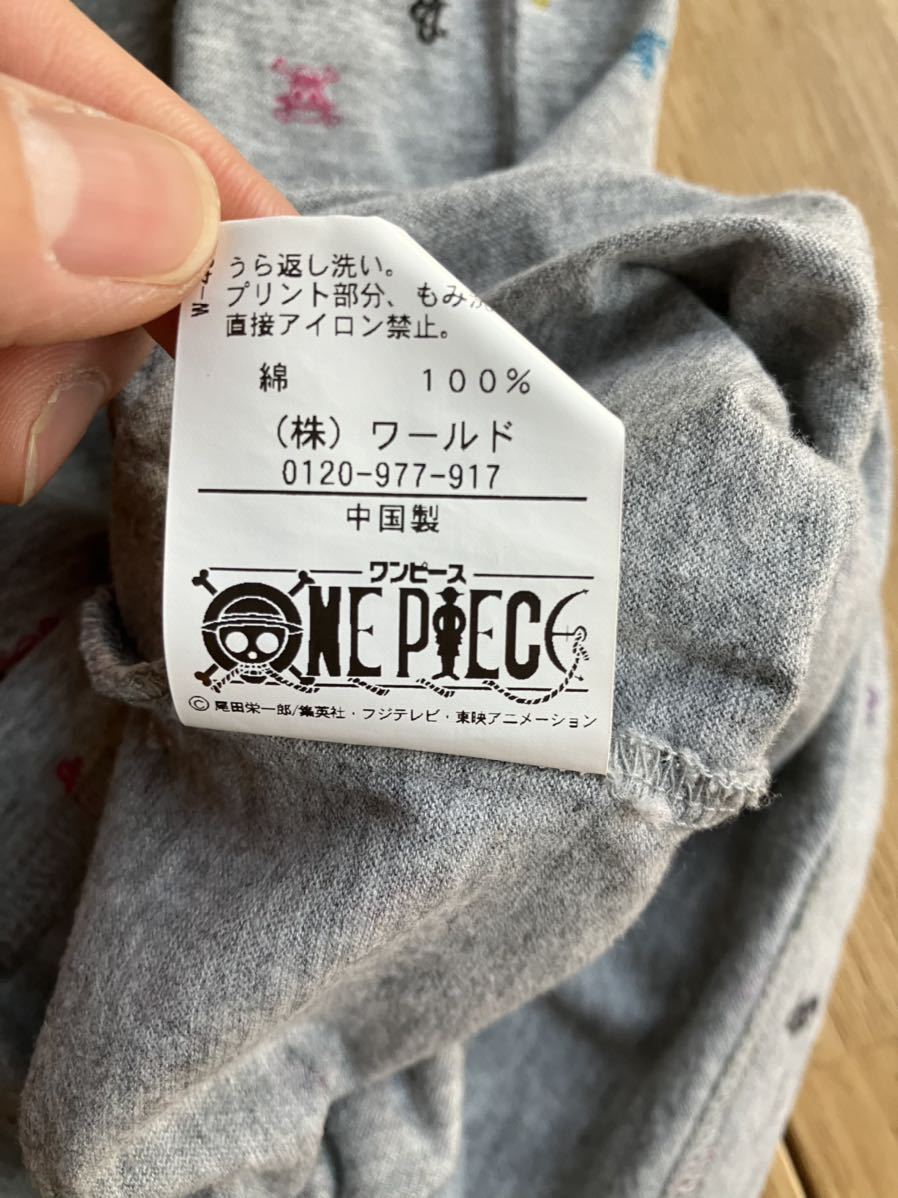 うら返し洗い。
プリント部分、もみ
直接アイロン禁止。
綿 100%
(株) ワールド
0120-977-917
中国製
ワンピース
ONE PIECE
©尾田栄一郎/集英社・フジテレビ・東映アニメーション